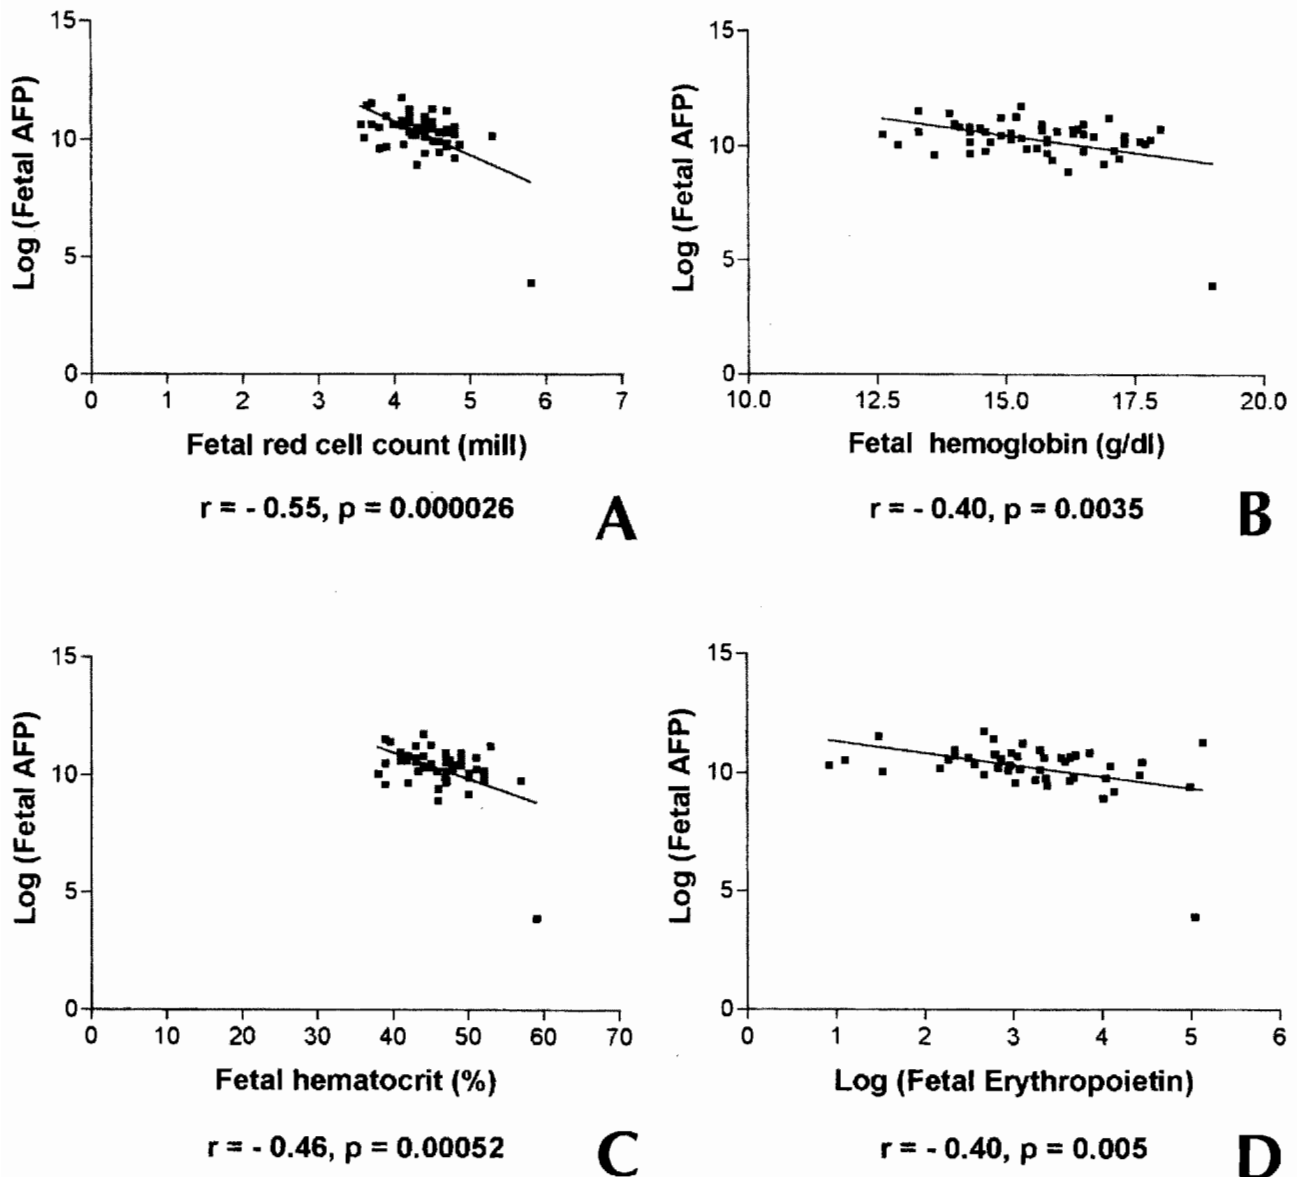 15
10
5
0
Log (Fetal AFP)
0 1 2 3 4 5 6 7
Fetal red cell count (mill)
r = - 0.55, p = 0.000026
A
15
10
5
0
Log (Fetal AFP)
10.0 12.5 15.0 17.5 20.0
Fetal hemoglobin (g/dl)
r = - 0.40, p = 0.0035
B
15
10
5
0
Log (Fetal AFP)
0 10 20 30 40 50 60 70
Fetal hematocrit (%)
r = - 0.46, p = 0.00052
C
15
10
5
0
Log (Fetal AFP)
0 1 2 3 4 5 6
Log (Fetal Erythropoietin)
r = - 0.40, p = 0.005
D